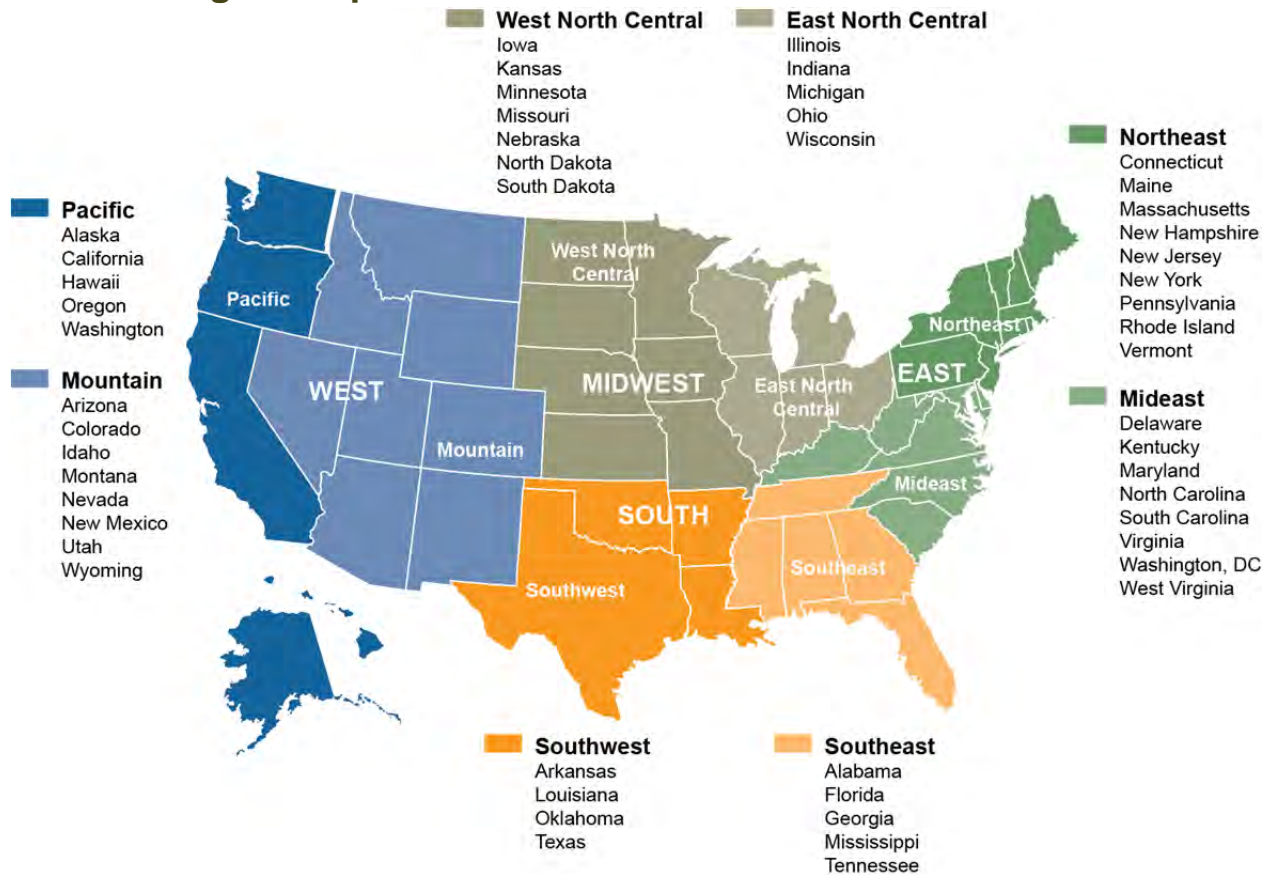 West North Central
Iowa
Kansas
Minnesota
Missouri
Nebraska
North Dakota
South Dakota
East North Central
Illinois
Indiana
Michigan
Ohio
Wisconsin
Northeast
Connecticut
Maine
Massachusetts
New Hampshire
New Jersey
New York
Pennsylvania
Rhode Island
Vermont
Pacific
Alaska
California
Hawaii
Oregon
Washington
Mountain
Arizona
Colorado
Idaho
Montana
Nevada
New Mexico
Utah
Wyoming
Mideast
Delaware
Kentucky
Maryland
North Carolina
South Carolina
Virginia
Washington, DC
West Virginia
West North
Central
Pacific
Northeast
WEST
MIDWEST
East North
Central
EAST
Mountain
Mideast
SOUTH
Southwest
Southeast
Southwest
Arkansas
Louisiana
Oklahoma
Texas
Southeast
Alabama
Florida
Georgia
Mississippi
Tennessee